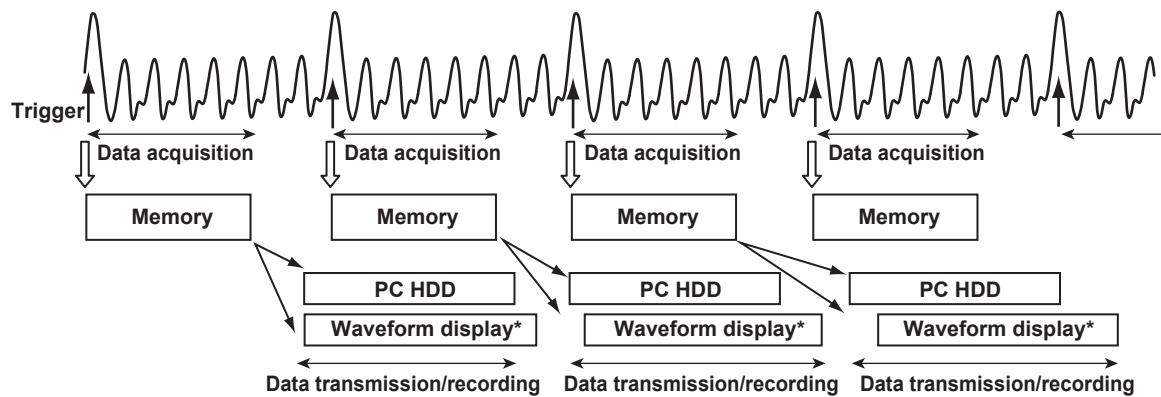 Trigger
Data acquisition Data acquisition Data acquisition Data acquisition
Memory Memory Memory Memory
PC HDD PC HDD PC HDD
Waveform display* Waveform display* Waveform display*
Data transmission/recording Data transmission/recording Data transmission/recording